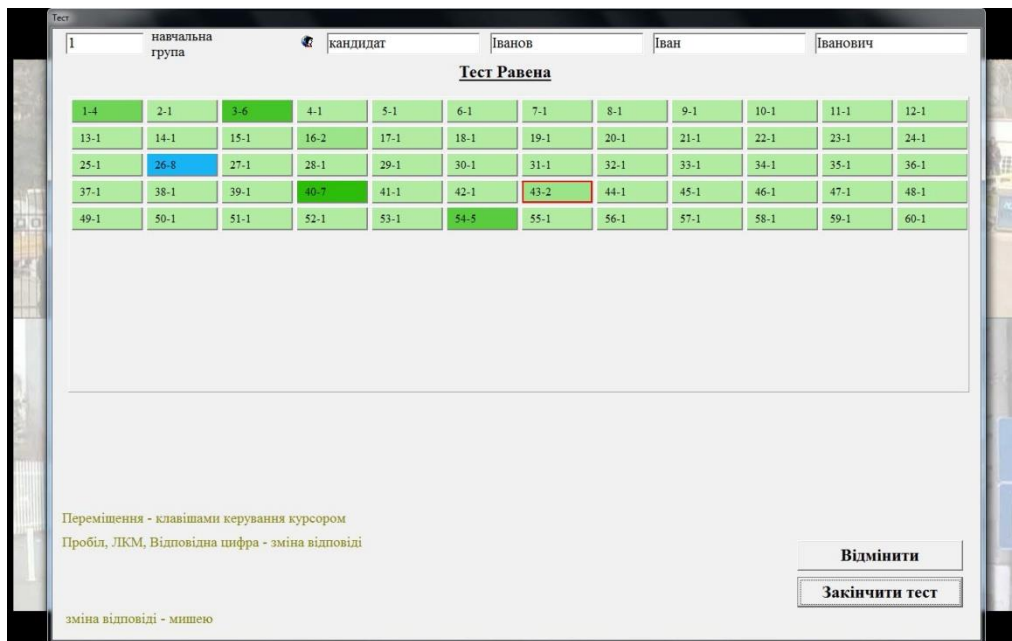 Тест
1 навчальна кандидат Іванов Іван Іванович
група
Тест Равена
1-4 2-1 3-6 4-1 5-1 6-1 7-1 8-1 9-1 10-1 11-1 12-1
13-1 14-1 15-1 16-2 17-1 18-1 19-1 20-1 21-1 22-1 23-1 24-1
25-1 26-8 27-1 28-1 29-1 30-1 31-1 32-1 33-1 34-1 35-1 36-1
37-1 38-1 39-1 40-7 41-1 42-1 43-2 44-1 45-1 46-1 47-1 48-1
49-1 50-1 51-1 52-1 53-1 54-5 55-1 56-1 57-1 58-1 59-1 60-1
Переміщення - клавішами керування курсором
Пробіл, ЛКМ, Відповідна цифра - зміна відповіді
Відмінити
Закінчити тест
зміна відповіді - мишею